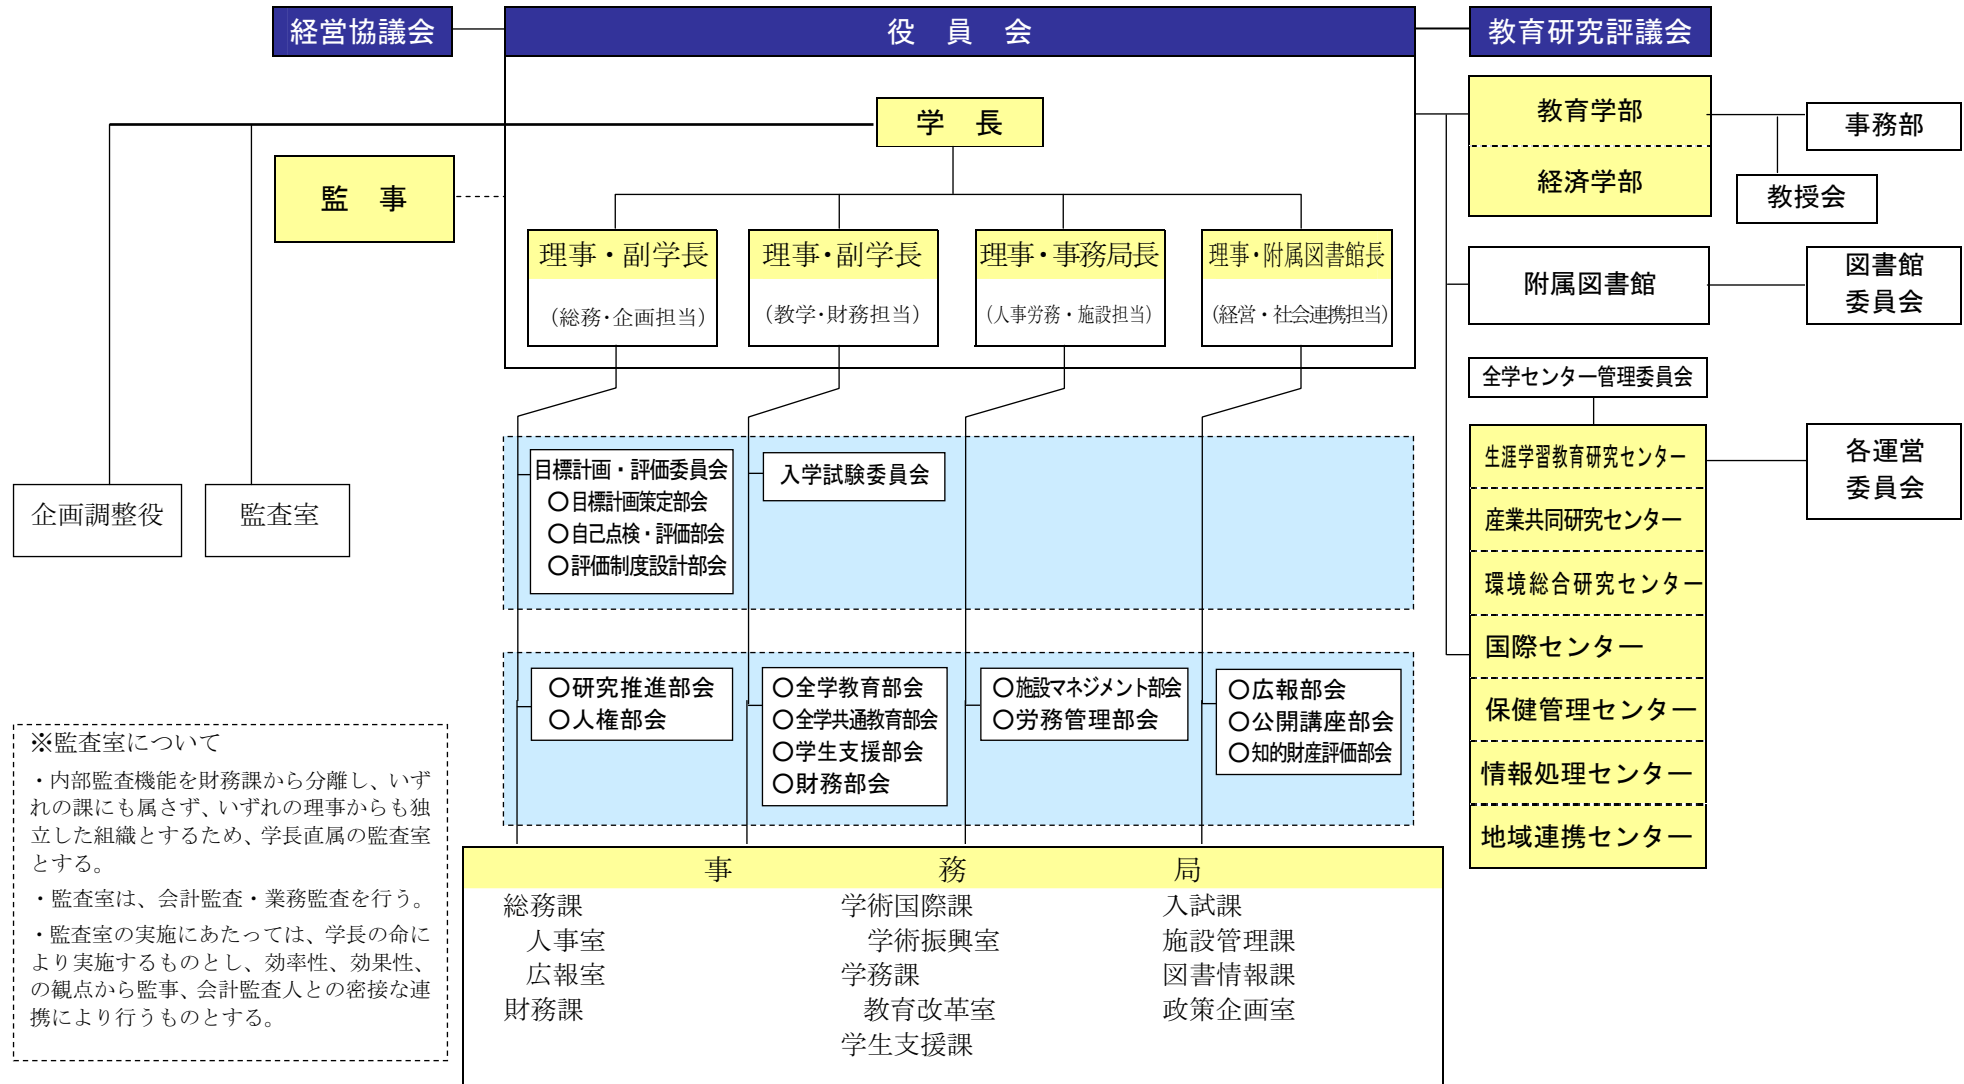 経営協議会
役 員 会
教育研究評議会
学 長
監 事
教育学部
経済学部
事務部
教授会
理事・副学長
(総務・企画担当)
理事・副学長
(教学・財務担当)
理事・事務局長
(人事労務・施設担当)
理事・附属図書館長
(経営・社会連携担当)
附属図書館
図書館
委員会
全学センター管理委員会
生涯学習教育研究センター
産業共同研究センター
環境総合研究センター
国際センター
保健管理センター
情報処理センター
地域連携センター
各運営
委員会
企画調整役
監査室
目標計画・評価委員会
〇目標計画策定部会
〇自己点検・評価部会
〇評価制度設計部会
入学試験委員会
〇研究推進部会
〇人権部会
〇全学教育部会
〇全学共通教育部会
〇学生支援部会
〇財務部会
〇施設マネジメント部会
〇労務管理部会
〇広報部会
〇公開講座部会
〇知的財産評価部会
※監査室について
・内部監査機能を財務課から分離し、いず
れの課にも属さず、いずれの理事からも独
立した組織とするため、学長直属の監査室
とする。
・監査室は、会計監査・業務監査を行う。
・監査室の実施にあたっては、学長の命に
より実施するものとし、効率性、効果性、
の観点から監事、会計監査人との密接な連
携により行うものとする。
事 務 局
総務課
人事室
広報室
財務課
学術国際課
学術振興室
学務課
教育改革室
学生支援課
入試課
施設管理課
図書情報課
政策企画室